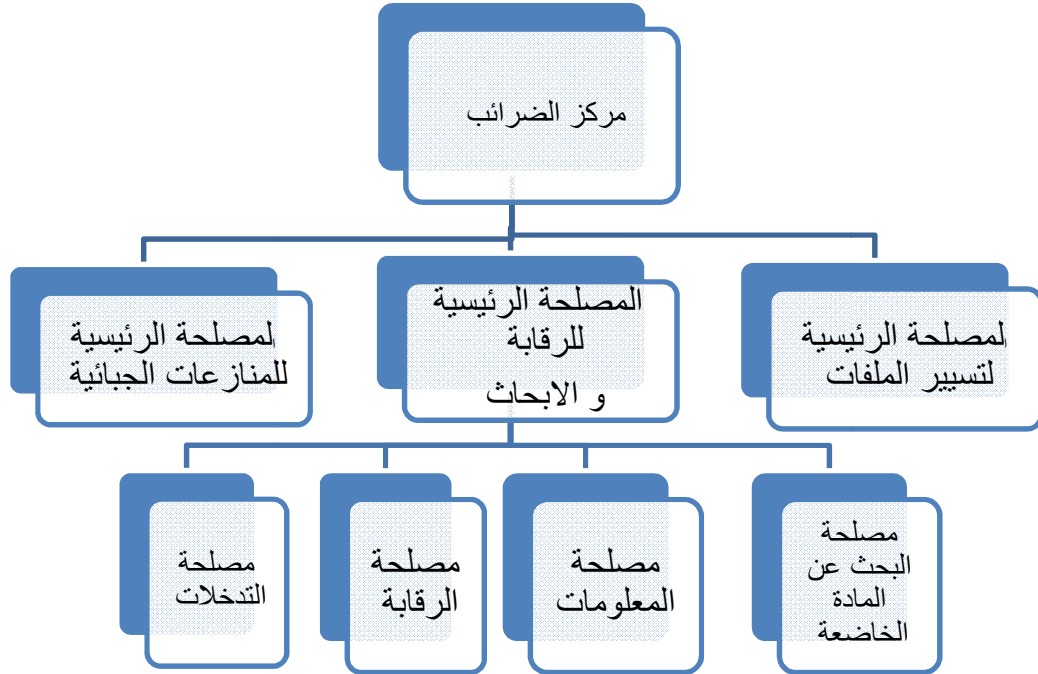 مركز الضرائب
لمصلحة الرئيسية
لتسيير الملفات
المصلحة الرئيسية
للرقابة
و الابحاث
لمصلحة الرئيسية
للمنازعات الجبائية
مصلحة
البحث عن
المادة
الخاضعة
مصلحة
المعلومات
مصلحة
الرقابة
مصلحة
التدخلات